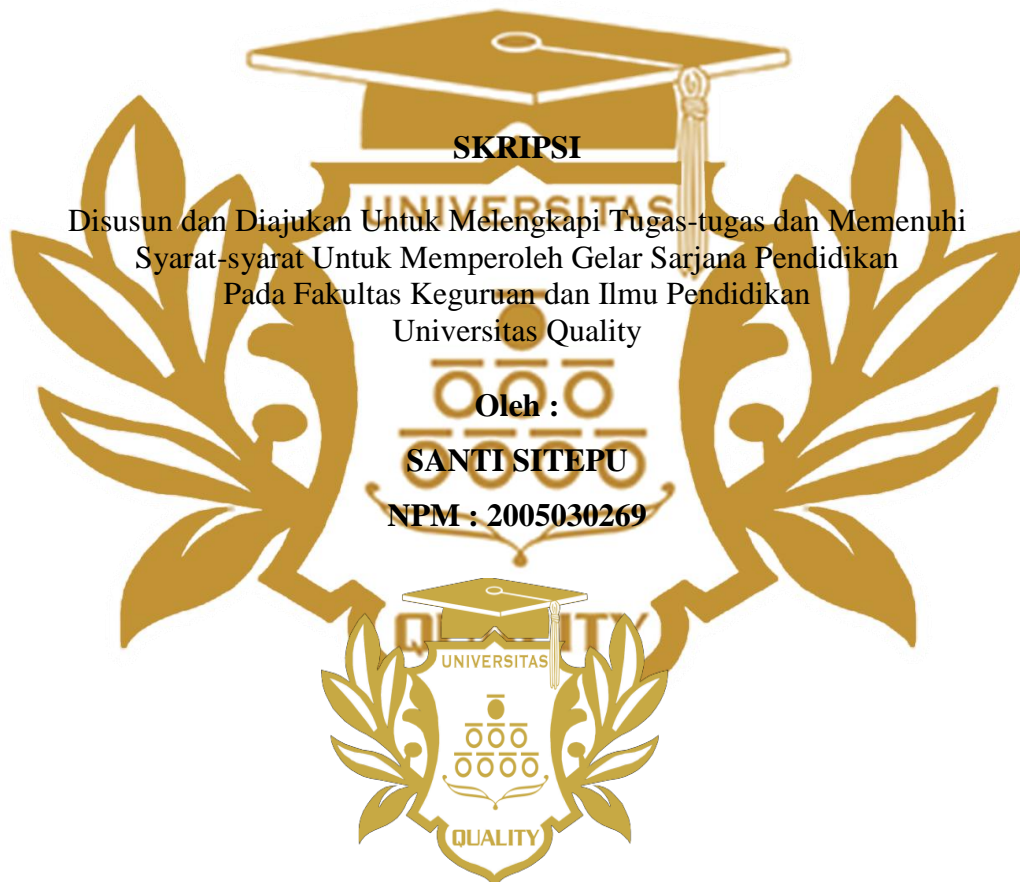 SKRIPSI
UNIVERSITAS
Disusun dan Diajukan Untuk Melengkapi Tugas-tugas dan Memenuhi
Syarat-syarat Untuk Memperoleh Gelar Sarjana Pendidikan
Pada Fakultas Keguruan dan Ilmu Pendidikan
Universitas Quality
Oleh :
SANTI SITEPU
NPM : 2005030269
QUALITY
UNIVERSITAS
QUALITY